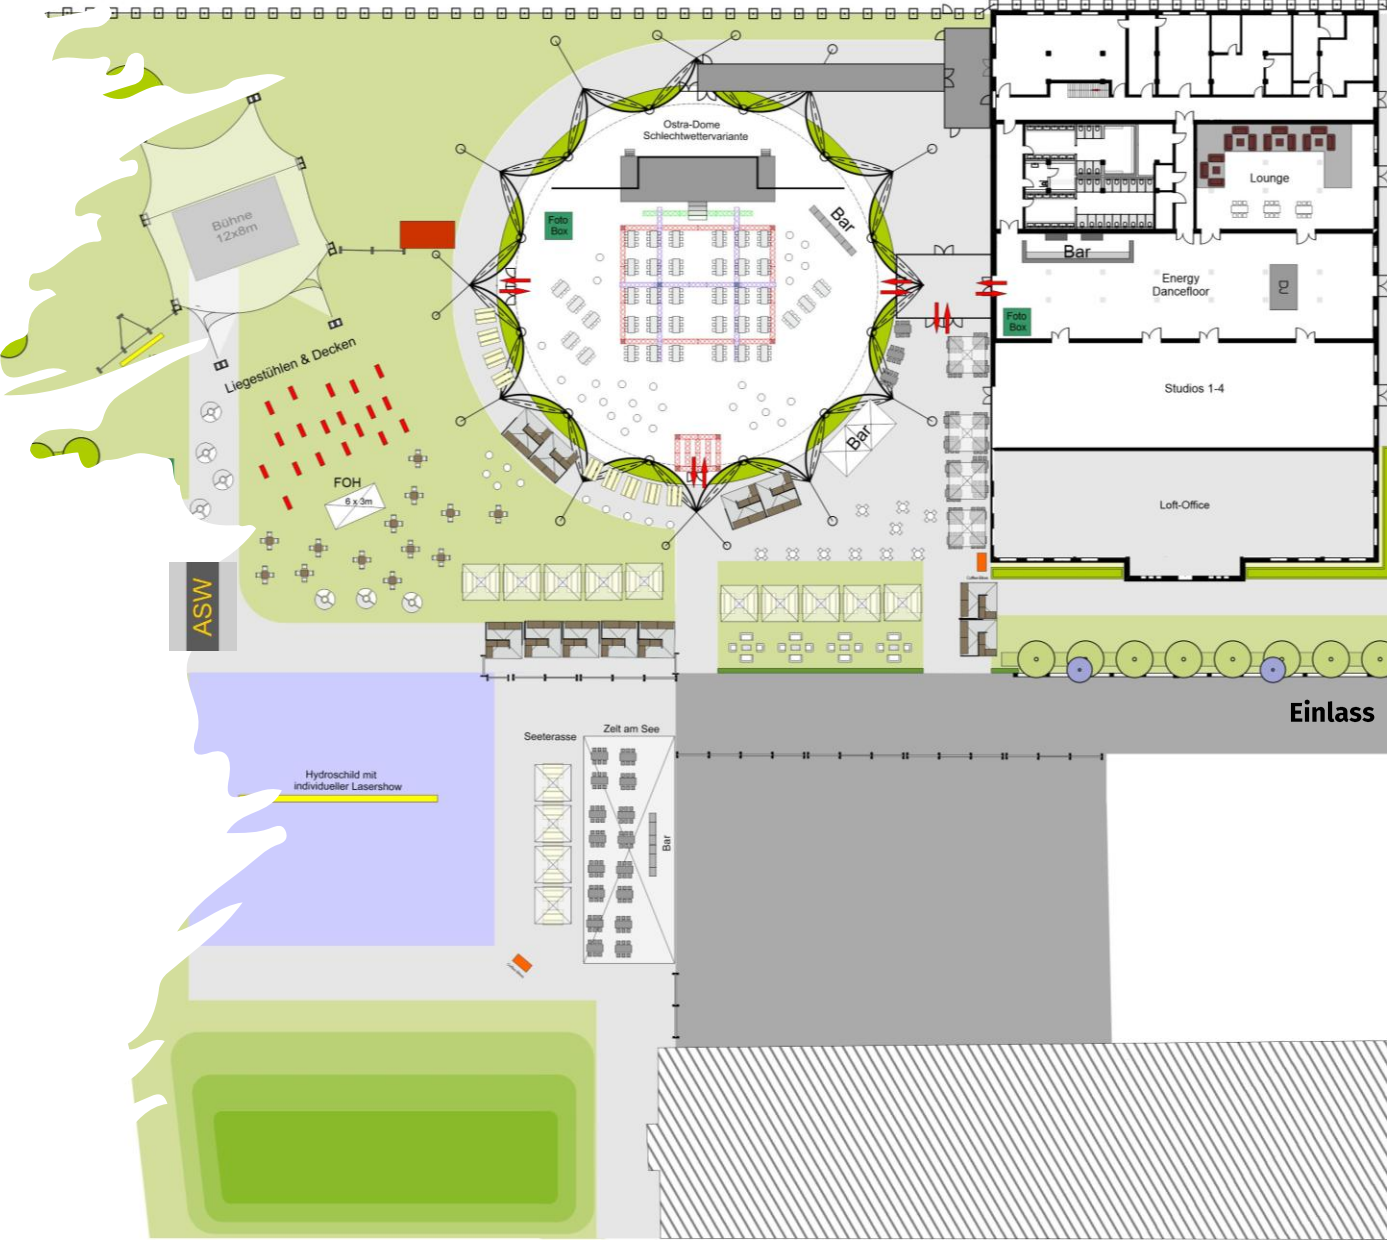 Ostra-Dome
Schlechtwettervariante
Bühne
12x8m
Foto
Box
Bar
Lounge
Bar
Energy
Dancefloor
DJ
Foto
Box
Liegestühlen & Decken
Studios 1-4
Bar
FOH
6 x 3m
Loft-Office
ASW
Einlass
Seeterasse
Zelt am See
Hydroschild mit
individueller Lasershow
Bar